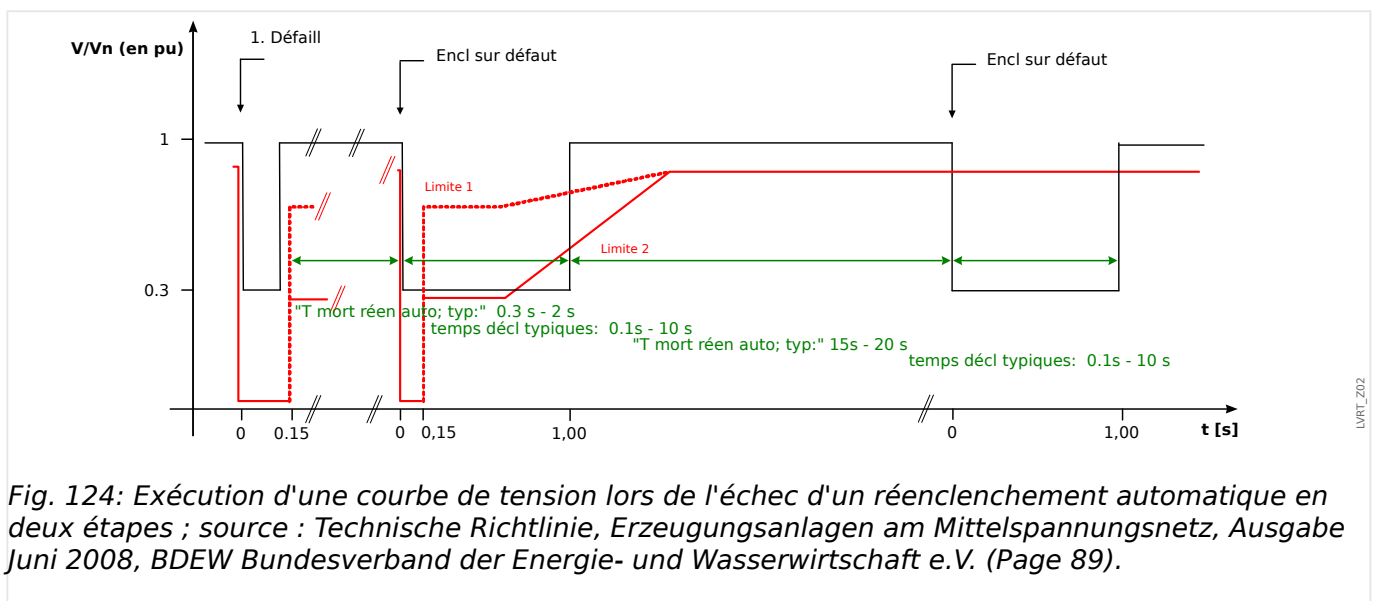 1. Défaill
V/Vn (en pu)
Encl sur défaut
Encl sur défaut
1
Limite 1
Limite 2
0.3
"T mort réen auto; typ:"  0.3 s - 2 s
temps décl typiques:  0.1s - 10 s
"T mort réen auto; typ:" 15s - 20 s
temps décl typiques:  0.1s - 10 s
LVRT_Z02
0
0.15
0
0,15
1,00
0
1,00
t [s]
Fig. 124: Exécution d'une courbe de tension lors de l'échec d'un réenclenchement automatique en
deux étapes ; source : Technische Richtlinie, Erzeugungsanlagen am Mittelspannungsnetz, Ausgabe
Juni 2008, BDEW Bundesverband der Energie- und Wasserwirtschaft e.V. (Page 89).